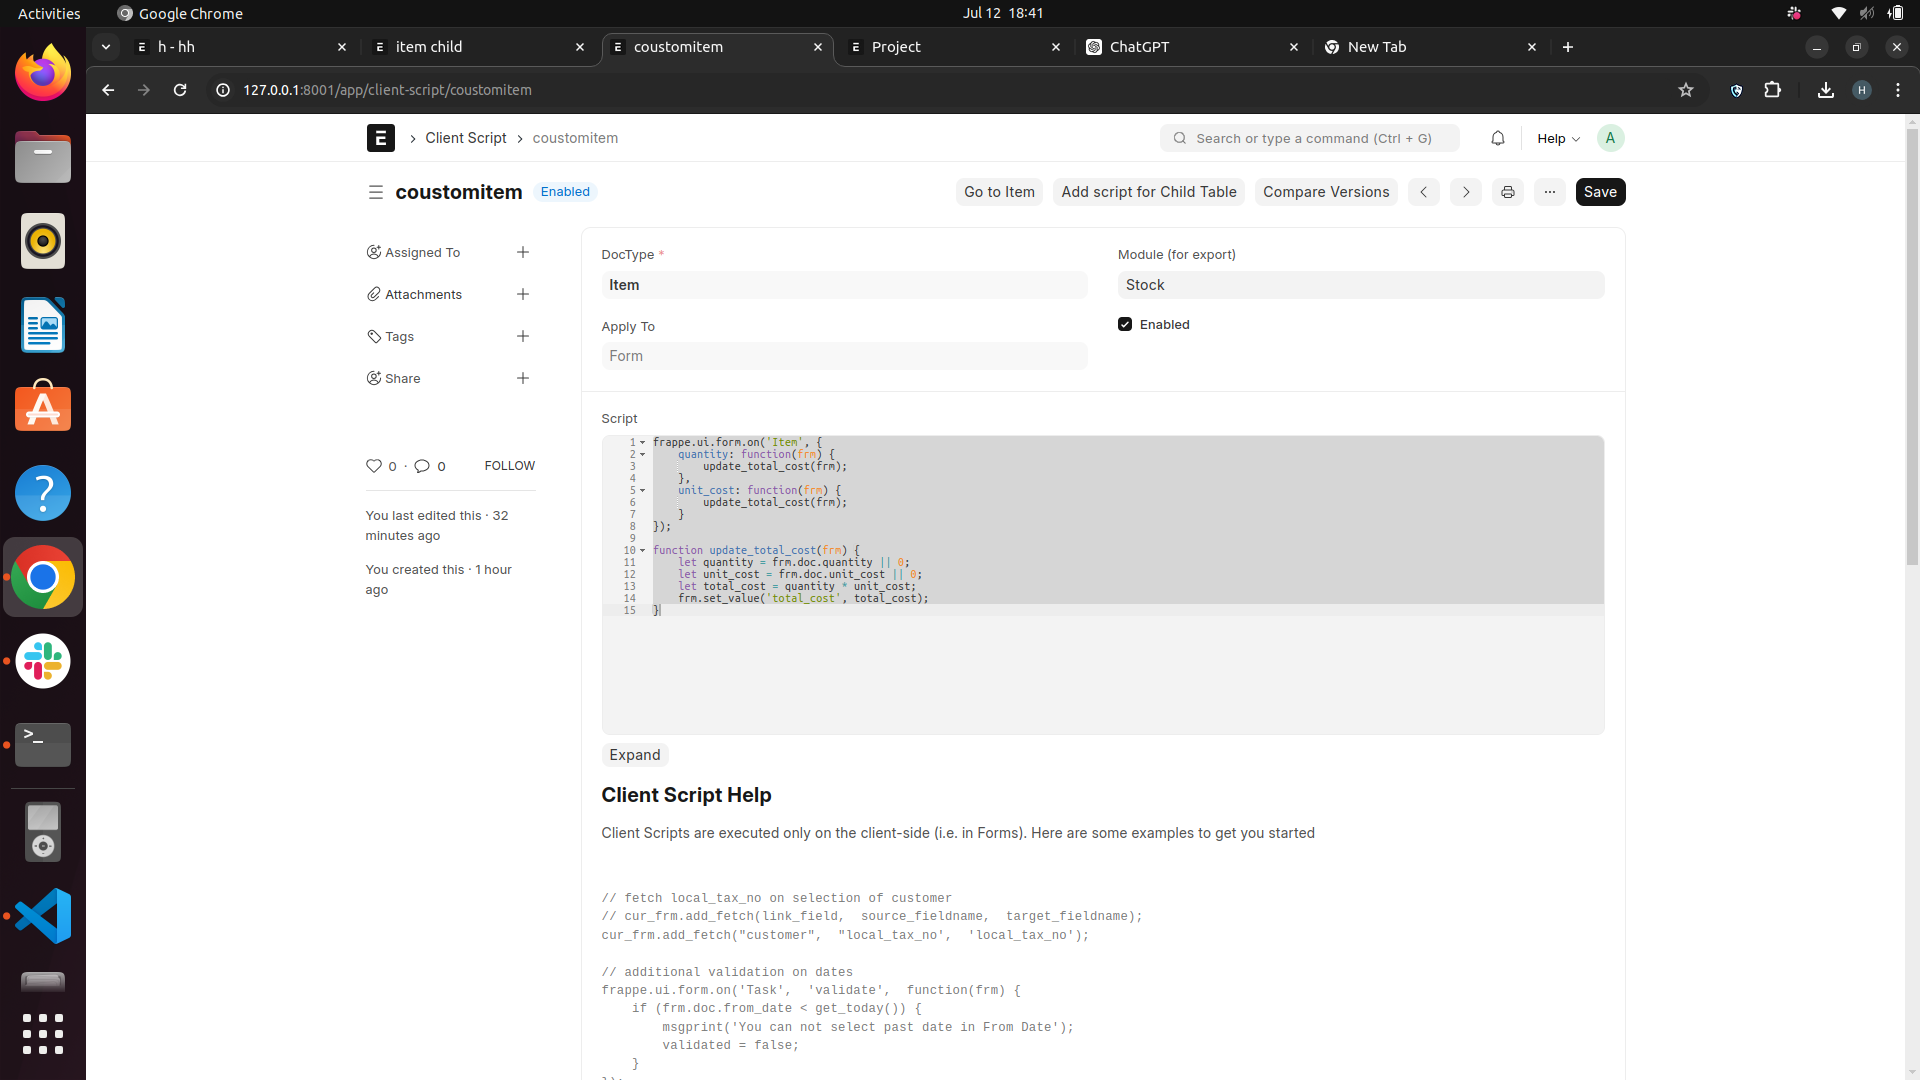 Activities
Google Chrome
Jul 12 18:41
h - hh
item child
coustomitem
Project
ChatGPT
New Tab
127.0.0.1:8001/app/client-script/coustomitem
H
E
Client Script
coustomitem
Search or type a command (Ctrl + G)
Help
A
coustomitem
Enabled
Go to Item
Add script for Child Table
Compare Versions
Save
Assigned To
Attachments
Tags
Share
0 · 0
FOLLOW
You last edited this · 32
minutes ago
You created this · 1 hour
ago
DocType *
Item
Module (for export)
Stock
Apply To
Form
Enabled
Script
1 frappe.ui.form.on('Item', {
2     quantity: function(frm) {
3         update_total_cost(frm);
4     },
5     unit_cost: function(frm) {
6         update_total_cost(frm);
7     }
8 });
9
10 function update_total_cost(frm) {
11     let quantity = frm.doc.quantity || 0;
12     let unit_cost = frm.doc.unit_cost || 0;
13     let total_cost = quantity * unit_cost;
14     frm.set_value('total_cost', total_cost);
15 }
Expand
Client Script Help
Client Scripts are executed only on the client-side (i.e. in Forms). Here are some examples to get you started
// fetch local_tax_no on selection of customer
// cur_frm.add_fetch(link_field,  source_fieldname,  target_fieldname);
cur_frm.add_fetch("customer",  "local_tax_no',  'local_tax_no');
// additional validation on dates
frappe.ui.form.on('Task',  'validate',  function(frm) {
    if (frm.doc.from_date < get_today()) {
        msgprint('You can not select past date in From Date');
        validated = false;
    }